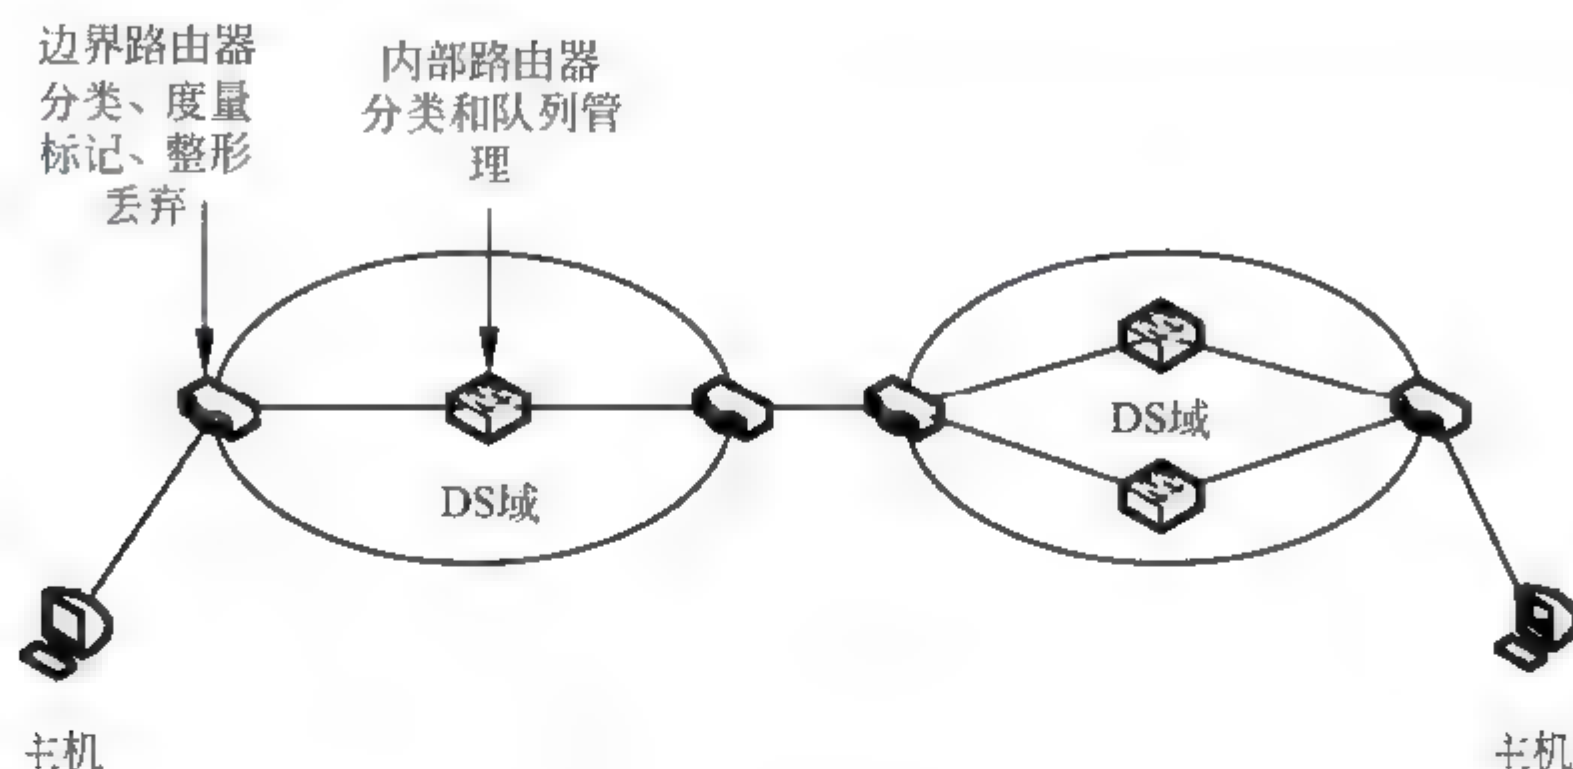 边界路由器
分类、度量
标记、整形
丢弃
内部路由器
分类和队列管
理
DS域
DS域
主机
主机